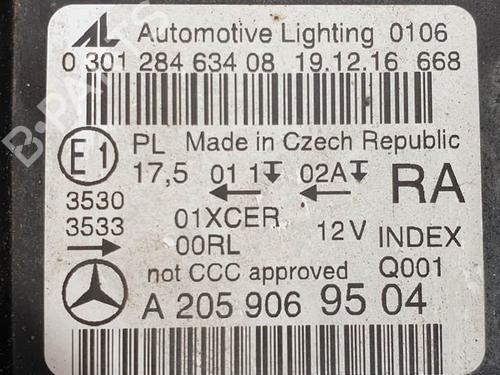 AL Automotive Lighting 0106
0 301 284 634 08 19.12.16 668
E1 PL Made in Czech Republic
17,5 01 1 02A RA
3530
3533 01XCER 12V INDEX
00RL
not CCC approved Q001
A 205 906 95 04
B-PARTS